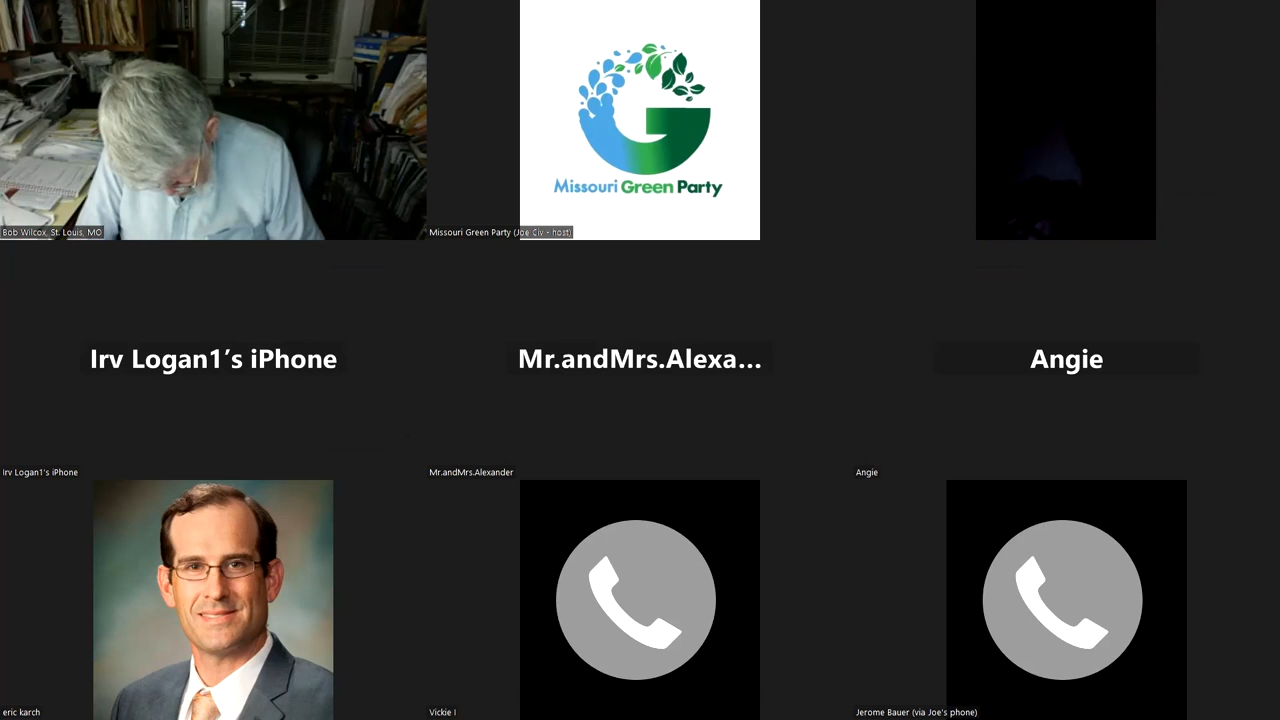 Missouri Green Party
Bob Wilcox, St. Louis, MO
Missouri Green Party (Joe Civ - host)
Irv Logan1's iPhone
Mr.andMrs.Alexa...
Angie
Irv Logan1's iPhone
Mr.andMrs.Alexander
Angie
eric karch
Vickie I
Jerome Bauer (via Joe's phone)